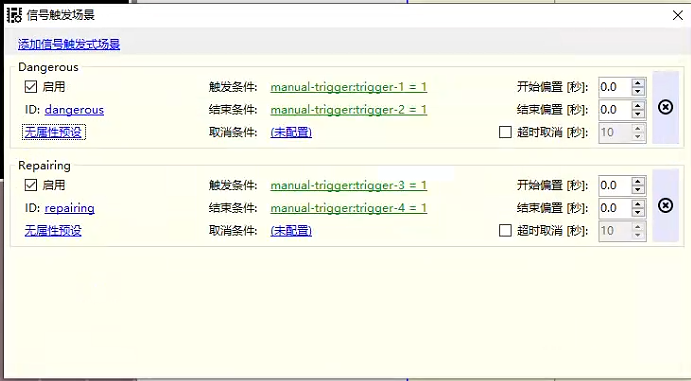 信号触发场景
添加信号触发式场景
Dangerous
启用 触发条件: manual-trigger:trigger-1 = 1 开始偏置 [秒]: 0.0
ID: dangerous 结束条件: manual-trigger:trigger-2 = 1 结束偏置 [秒]: 0.0
无属性预设 取消条件: (未配置) 超时取消 [秒]: 10
Repairing
启用 触发条件: manual-trigger:trigger-3 = 1 开始偏置 [秒]: 0.0
ID: repairing 结束条件: manual-trigger:trigger-4 = 1 结束偏置 [秒]: 0.0
无属性预设 取消条件: (未配置) 超时取消 [秒]: 10